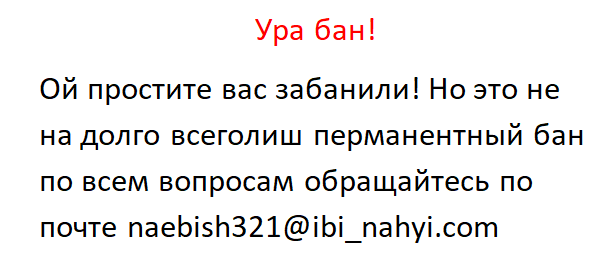 Ура бан!
Ой простите вас забанили! Но это не
на долго всеголиш перманентный бан
по всем вопросам обращайтесь по
почте naebish321@ibi_nahyi.com